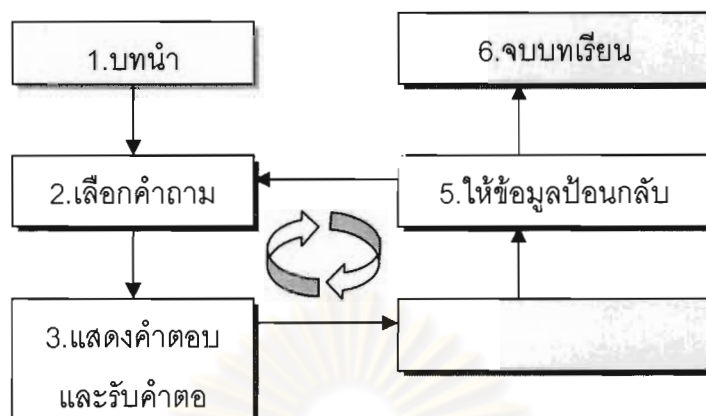 1.บทนำ
6.จบบทเรียน
2.เลือกคำถาม
5.ให้ข้อมูลป้อนกลับ
3.แสดงคำตอบ
และรับคำตอ